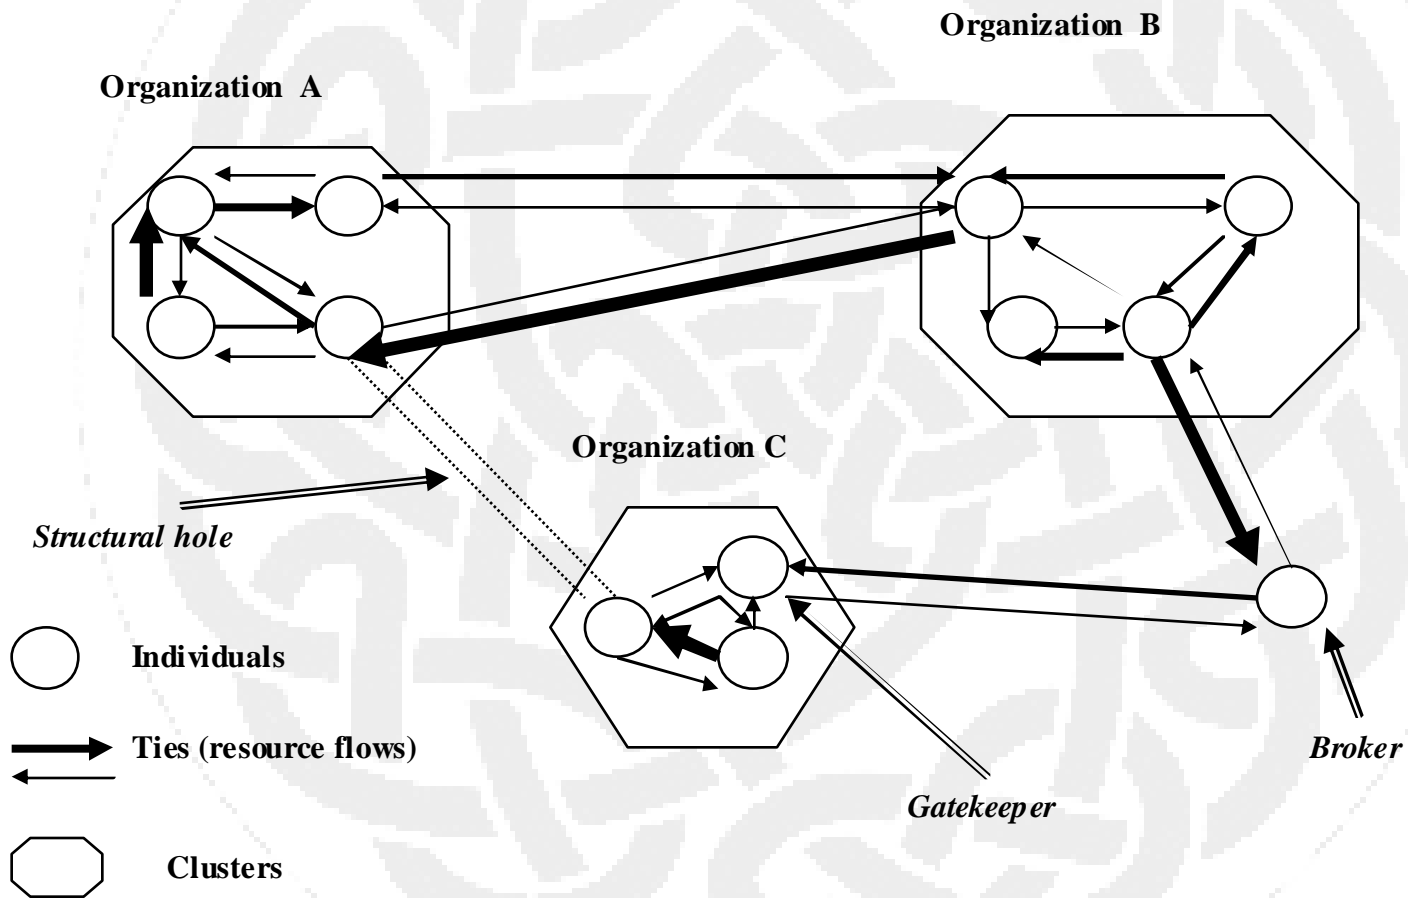 Organization B
Organization A
Organization C
Structural hole
Individuals
Ties (resource flows)
Broker
Gatekeeper
Clusters